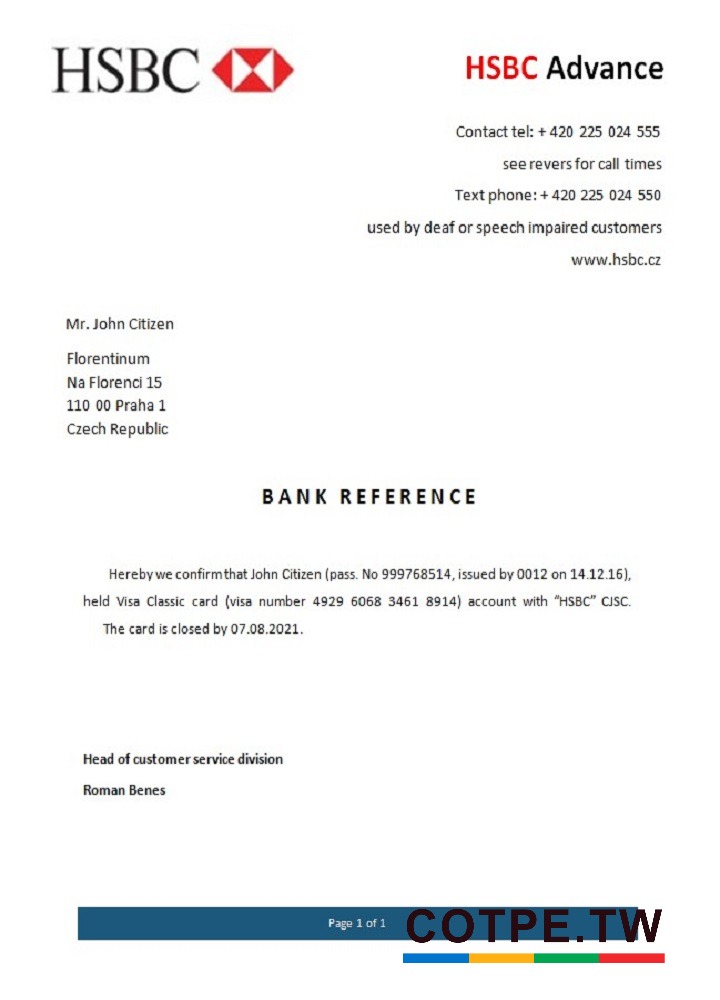 HSBC
HSBC Advance
Contact tel: + 420 225 024 555
see revers for call times
Text phone: + 420 225 024 550
used by deaf or speech impaired customers
www.hsbc.cz
Mr. John Citizen
Florentinum
Na Florenci 15
110 00 Praha 1
Czech Republic
BANK REFERENCE
Hereby we confirm that John Citizen (pass. No 999768514, issued by 0012 on 14.12.16),
held Visa Classic card (visa number 4929 6068 3461 8914) account with “HSBC” CJSC.
The card is closed by 07.08.2021.
Head of customer service division
Roman Benes
Page 1 of 1
COTPE.TW